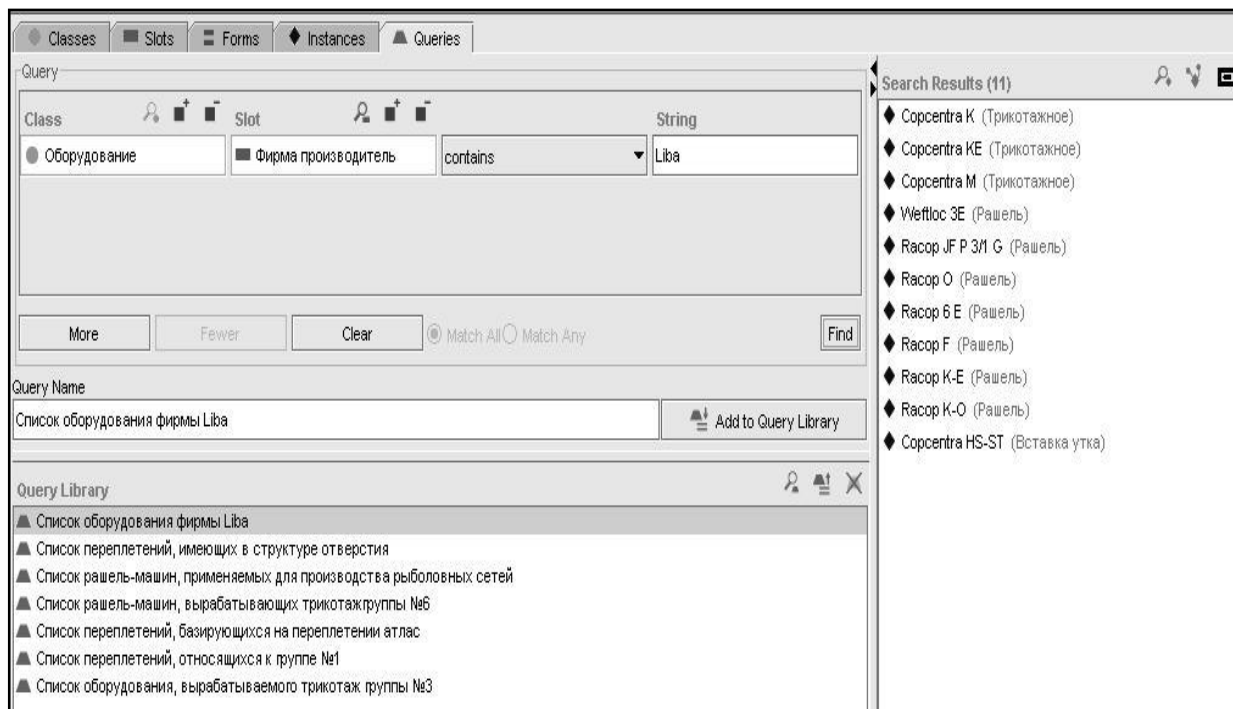 Classes Slots Forms Instances Queries
Query
Class Slot String
Оборудование Фирма производитель contains Liba
More Fewer Clear Match All Match Any Find
Query Name
Список оборудования фирмы Liba Add to Query Library
Query Library
Список оборудования фирмы Liba
Список переплетений, имеющих в структуре отверстия
Список рашель-машин, применяемых для производства рыболовных сетей
Список рашель-машин, вырабатывающих трикотажгруппы №6
Список переплетений, базирующихся на переплетении атлас
Список переплетений, относящихся к группе №1
Список оборудования, вырабатываемого трикотаж группы №3
Search Results (11)
Copcentra K (Трикотажное)
Copcentra KE (Трикотажное)
Copcentra M (Трикотажное)
Weftloc 3E (Рашель)
Racop JF P 3/1 G (Рашель)
Racop O (Рашель)
Racop 6 E (Рашель)
Racop F (Рашель)
Racop K-E (Рашель)
Racop K-O (Рашель)
Copcentra HS-ST (Вставка утка)